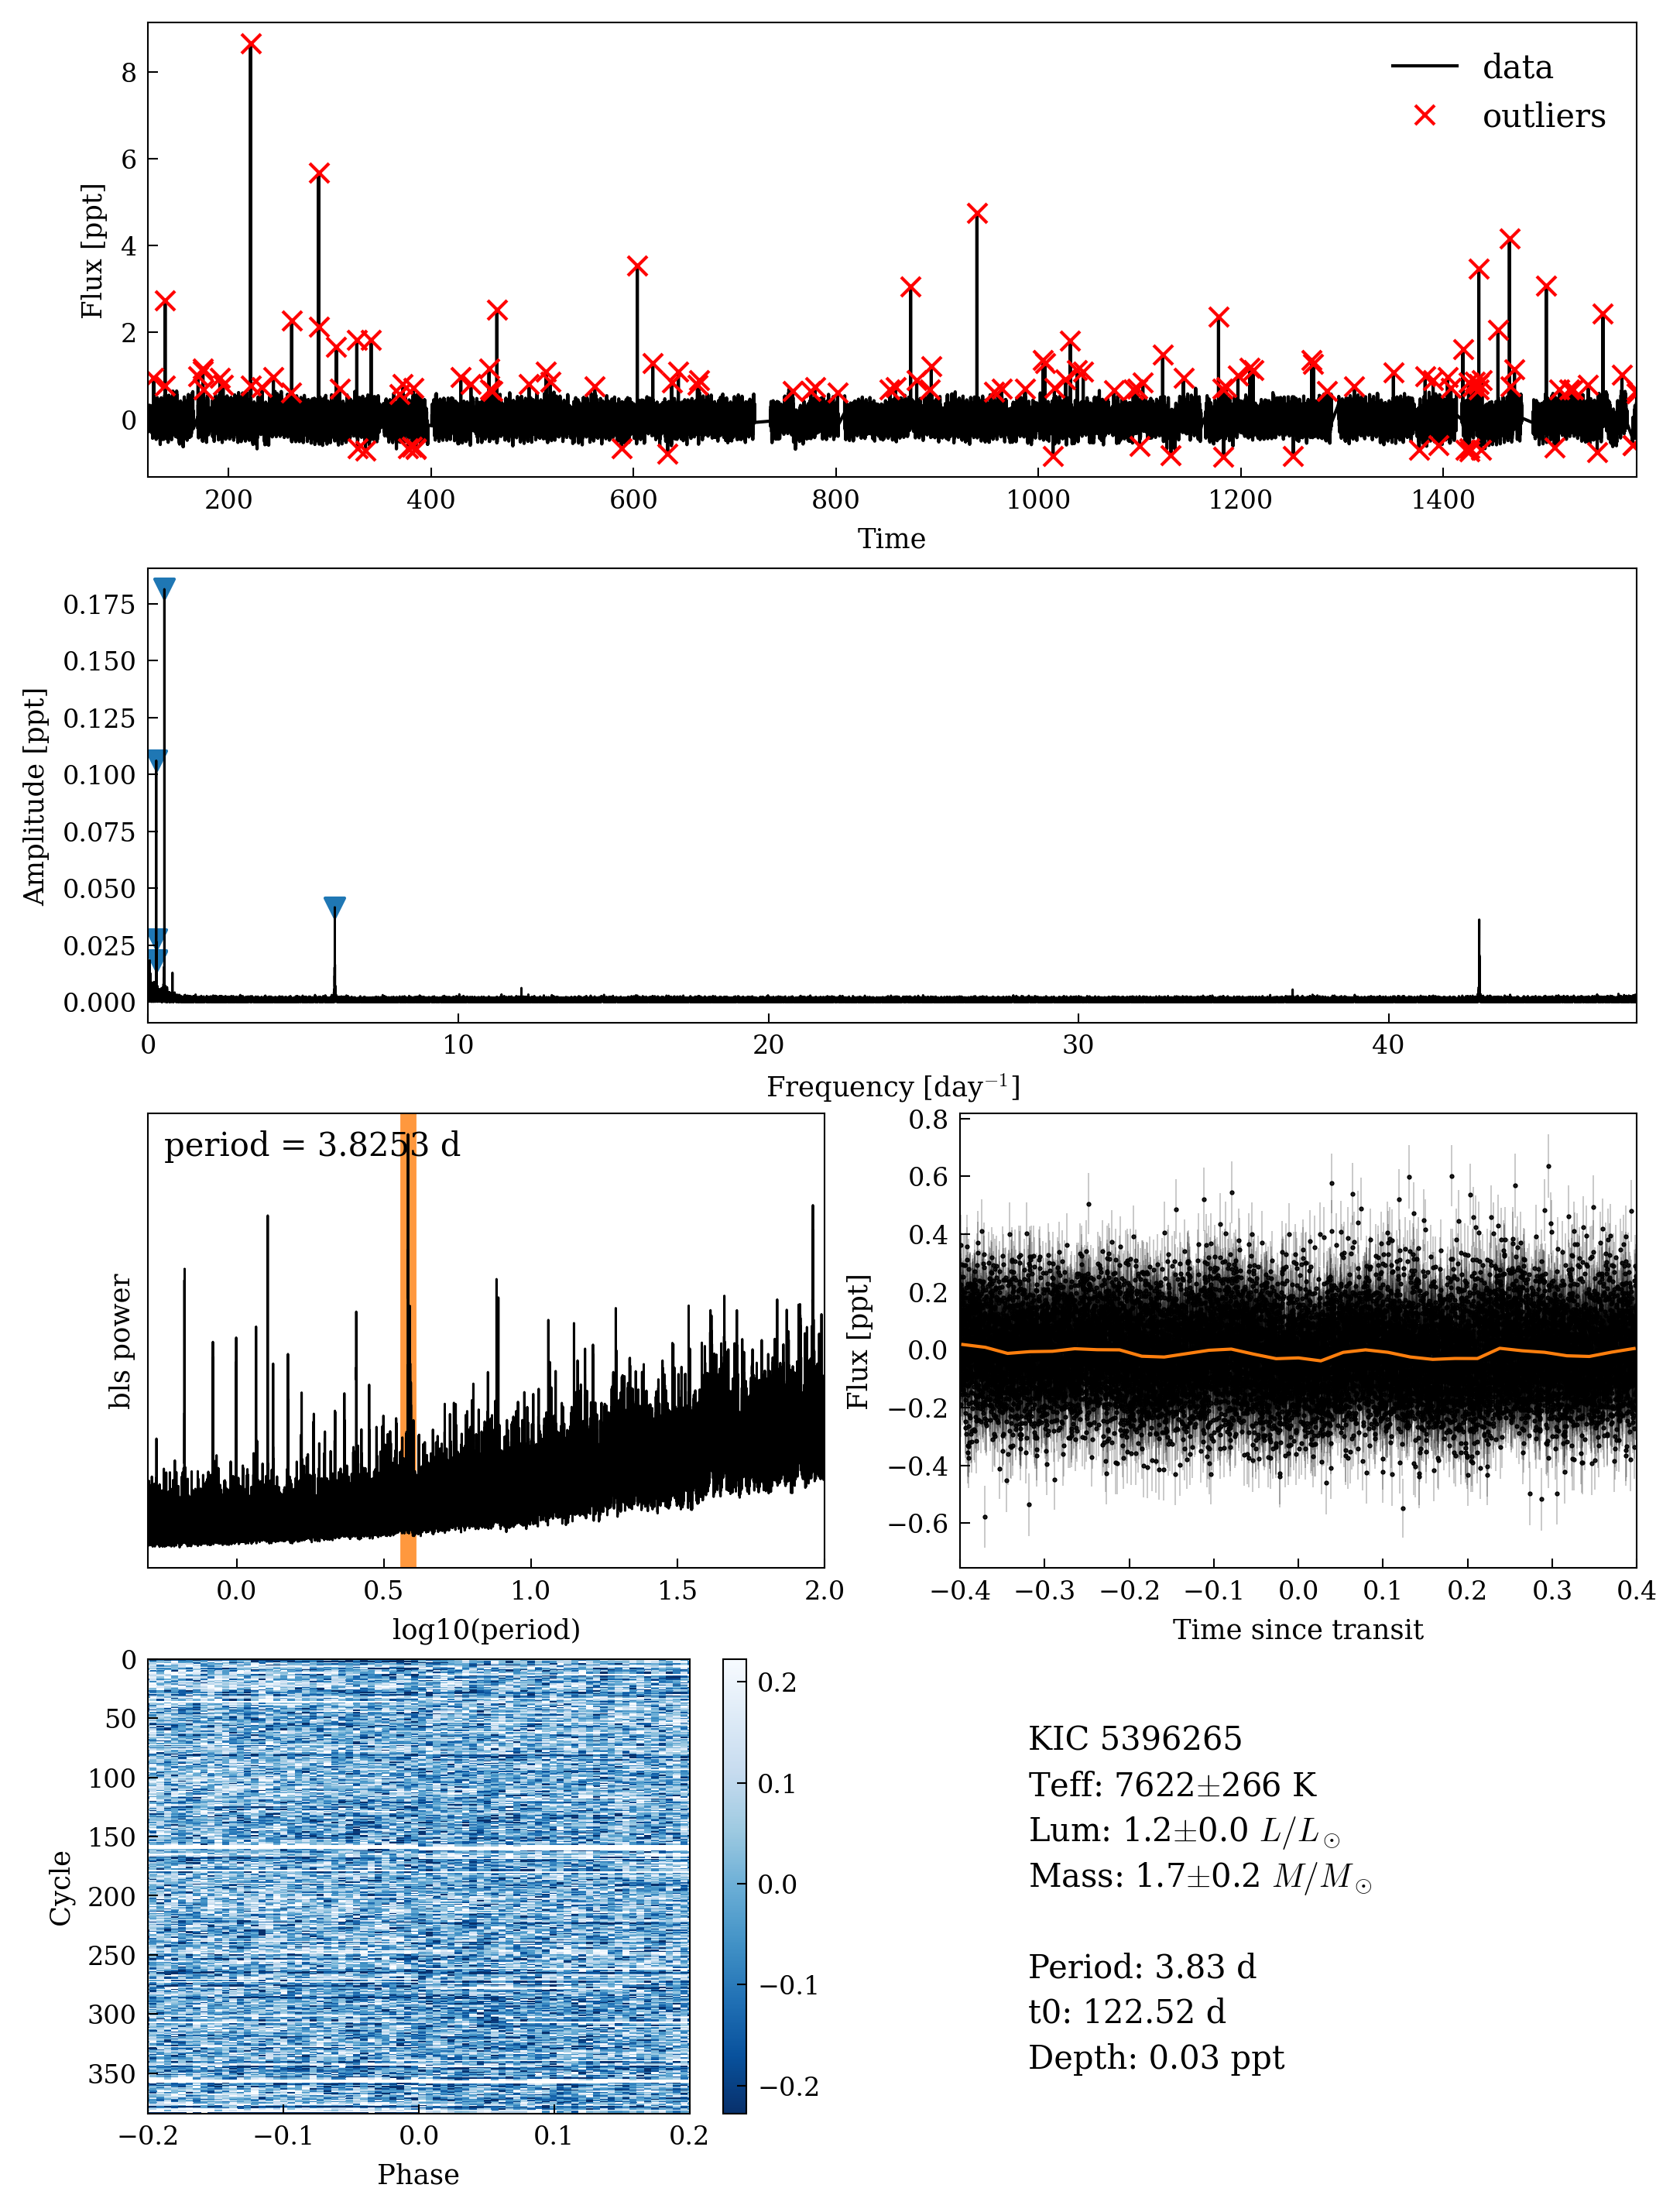 data
outliers
8
6
4
2
0
Flux [ppt]
200 400 600 800 1000 1200 1400
Time
0.175
0.150
0.125
0.100
0.075
0.050
0.025
0.000
Amplitude [ppt]
0 10 20 30 40
Frequency [day⁻¹]
period = 3.8253 d
bls power
0.0 0.5 1.0 1.5 2.0
log10(period)
0.8
0.6
0.4
0.2
0.0
−0.2
−0.4
−0.6
Flux [ppt]
−0.4 −0.3 −0.2 −0.1 0.0 0.1 0.2 0.3 0.4
Time since transit
0
50
100
150
200
250
300
350
Cycle
−0.2 −0.1 0.0 0.1 0.2
Phase
0.2
0.1
0.0
−0.1
−0.2
KIC 5396265
Teff: 7622±266 K
Lum: 1.2±0.0 L/L⊙
Mass: 1.7±0.2 M/M⊙
Period: 3.83 d
t0: 122.52 d
Depth: 0.03 ppt